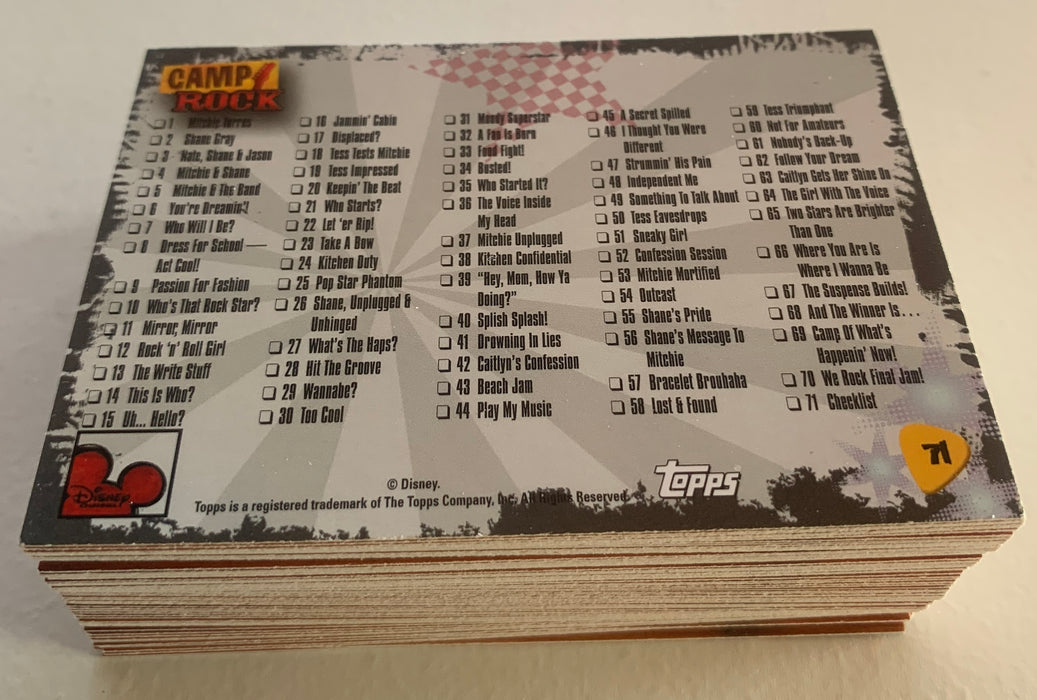 CAMP
ROCK
1 Mitchie Torres
2 Shane Gray
3 Nate, Shane & Jason
4 Mitchie & Shane
5 Mitchie & The Band
6 You're Dreamin'!
7 Who Will I Be?
8 Dress For School —
Act Cool!
9 Passion For Fashion
10 Who's That Rock Star?
11 Mirror, Mirror
12 Rock 'n' Roll Girl
13 The Write Stuff
14 This Is Who?
15 Uh... Hello?
16 Jammin' Cabin
17 Displaced?
18 Tess Tests Mitchie
19 Tess Impressed
20 Keepin' The Beat
21 Who Starts?
22 Let 'er Rip!
23 Take A Bow
24 Kitchen Duty
25 Pop Star Phantom
26 Shane, Unplugged &
Unhinged
27 What's The Haps?
28 Hit The Groove
29 Wannabe?
30 Too Cool
31 Moody Superstar
32 A Fan Is Born
33 Food Fight!
34 Busted!
35 Who Started It?
36 The Voice Inside
My Head
37 Mitchie Unplugged
38 Kitchen Confidential
39 "Hey, Mom, How Ya
Doing?"
40 Splish Splash!
41 Drowning In Lies
42 Caitlyn's Confession
43 Beach Jam
44 Play My Music
45 A Secret Spilled
46 I Thought You Were
Different
47 Strummin' His Pain
48 Independent Me
49 Something To Talk About
50 Tess Eavesdrops
51 Sneaky Girl
52 Confession Session
53 Mitchie Mortified
54 Outcast
55 Shane's Pride
56 Shane's Message To
Mitchie
57 Bracelet Brouhaha
58 Lost & Found
59 Tess Triumphant
60 Not For Amateurs
61 Nobody's Back-Up
62 Follow Your Dream
63 Caitlyn Gets Her Shine On
64 The Girl With The Voice
65 Two Stars Are Brighter
Than One
66 Where You Are Is
Where I Wanna Be
67 The Suspense Builds!
68 And The Winner Is...
69 Camp Of What's
Happenin' Now!
70 We Rock Final Jam!
71 Checklist
Disney
CHANNEL
© Disney.
Topps is a registered trademark of The Topps Company, Inc. All Rights Reserved.
topps
71